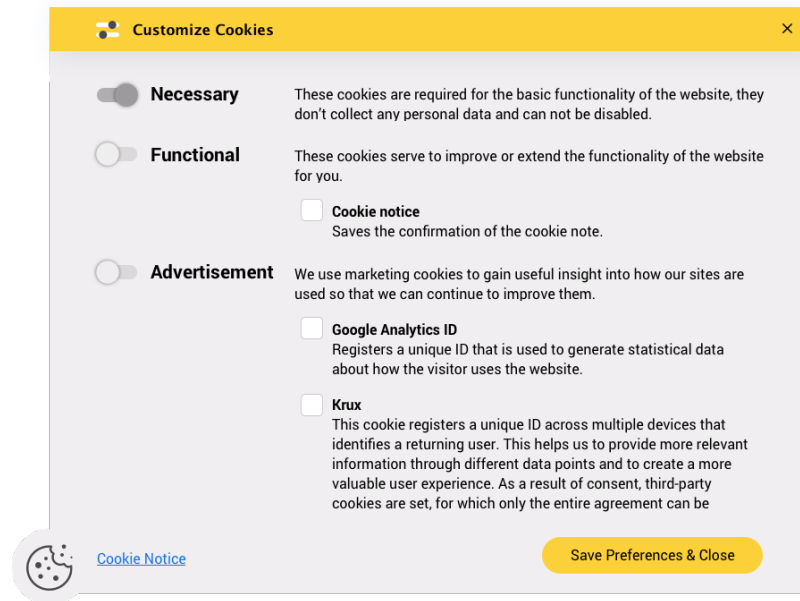 Customize Cookies
Necessary
These cookies are required for the basic functionality of the website, they
don’t collect any personal data and can not be disabled.
Functional
These cookies serve to improve or extend the functionality of the website
for you.
Cookie notice
Saves the confirmation of the cookie note.
Advertisement
We use marketing cookies to gain useful insight into how our sites are
used so that we can continue to improve them.
Google Analytics ID
Registers a unique ID that is used to generate statistical data
about how the visitor uses the website.
Krux
This cookie registers a unique ID across multiple devices that
identifies a returning user. This helps us to provide more relevant
information through different data points and to create a more
valuable user experience. As a result of consent, third-party
cookies are set, for which only the entire agreement can be
Cookie Notice
Save Preferences & Close